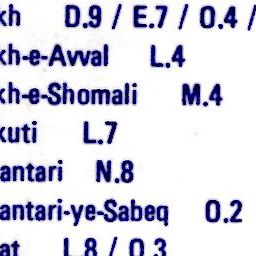 kh D.9 / E.7 / O.4 /
kh-e-Avval L.4
kh-e-Shomali M.4
kuti L.7
antari N.8
antari-ye-Sabeq O.2
at L.8 / O.3